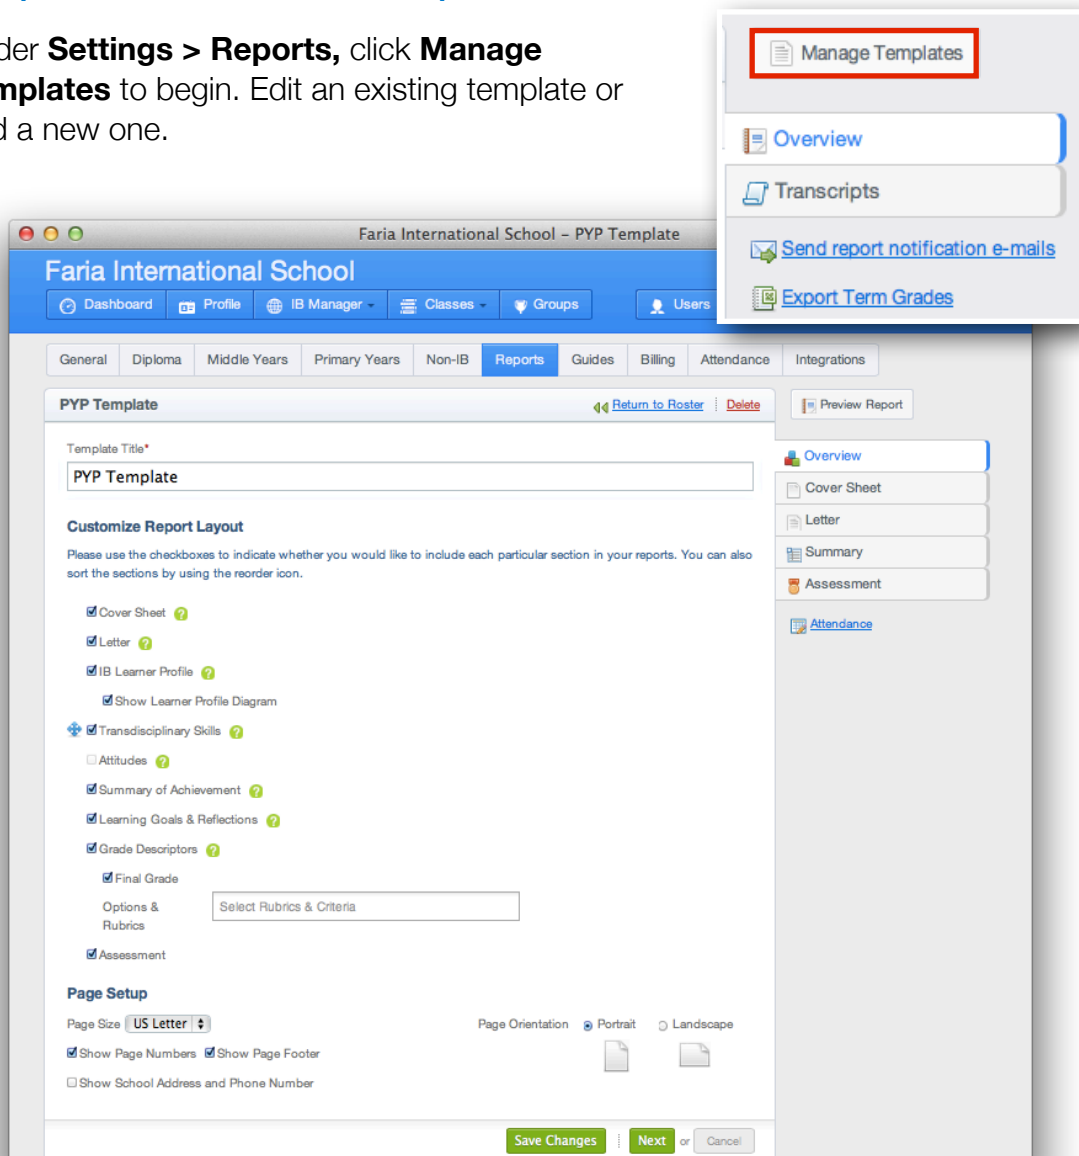 Settings > Reports, click Manage
to begin. Edit an existing template or
a new one.
Manage Templates
Overview
Transcripts
Send report notification e-mails
Export Term Grades
Faria International School – PYP Template
Faria International School
Dashboard Profile IB Manager Classes Groups Users
General Diploma Middle Years Primary Years Non-IB Reports Guides Billing Attendance Integrations
PYP Template Return to Roster Delete Preview Report
Template Title*
PYP Template
Customize Report Layout
Please use the checkboxes to indicate whether you would like to include each particular section in your reports. You can also
sort the sections by using the reorder icon.
Cover Sheet ?
Letter ?
IB Learner Profile ?
Show Learner Profile Diagram
Transdisciplinary Skills ?
Attitudes ?
Summary of Achievement ?
Learning Goals & Reflections ?
Grade Descriptors ?
Final Grade
Options &
Rubrics
Select Rubrics & Criteria
Assessment
Page Setup
Page Size US Letter Page Orientation Portrait Landscape
Show Page Numbers Show Page Footer
Show School Address and Phone Number
Save Changes Next or Cancel
Overview
Cover Sheet
Letter
Summary
Assessment
Attendance